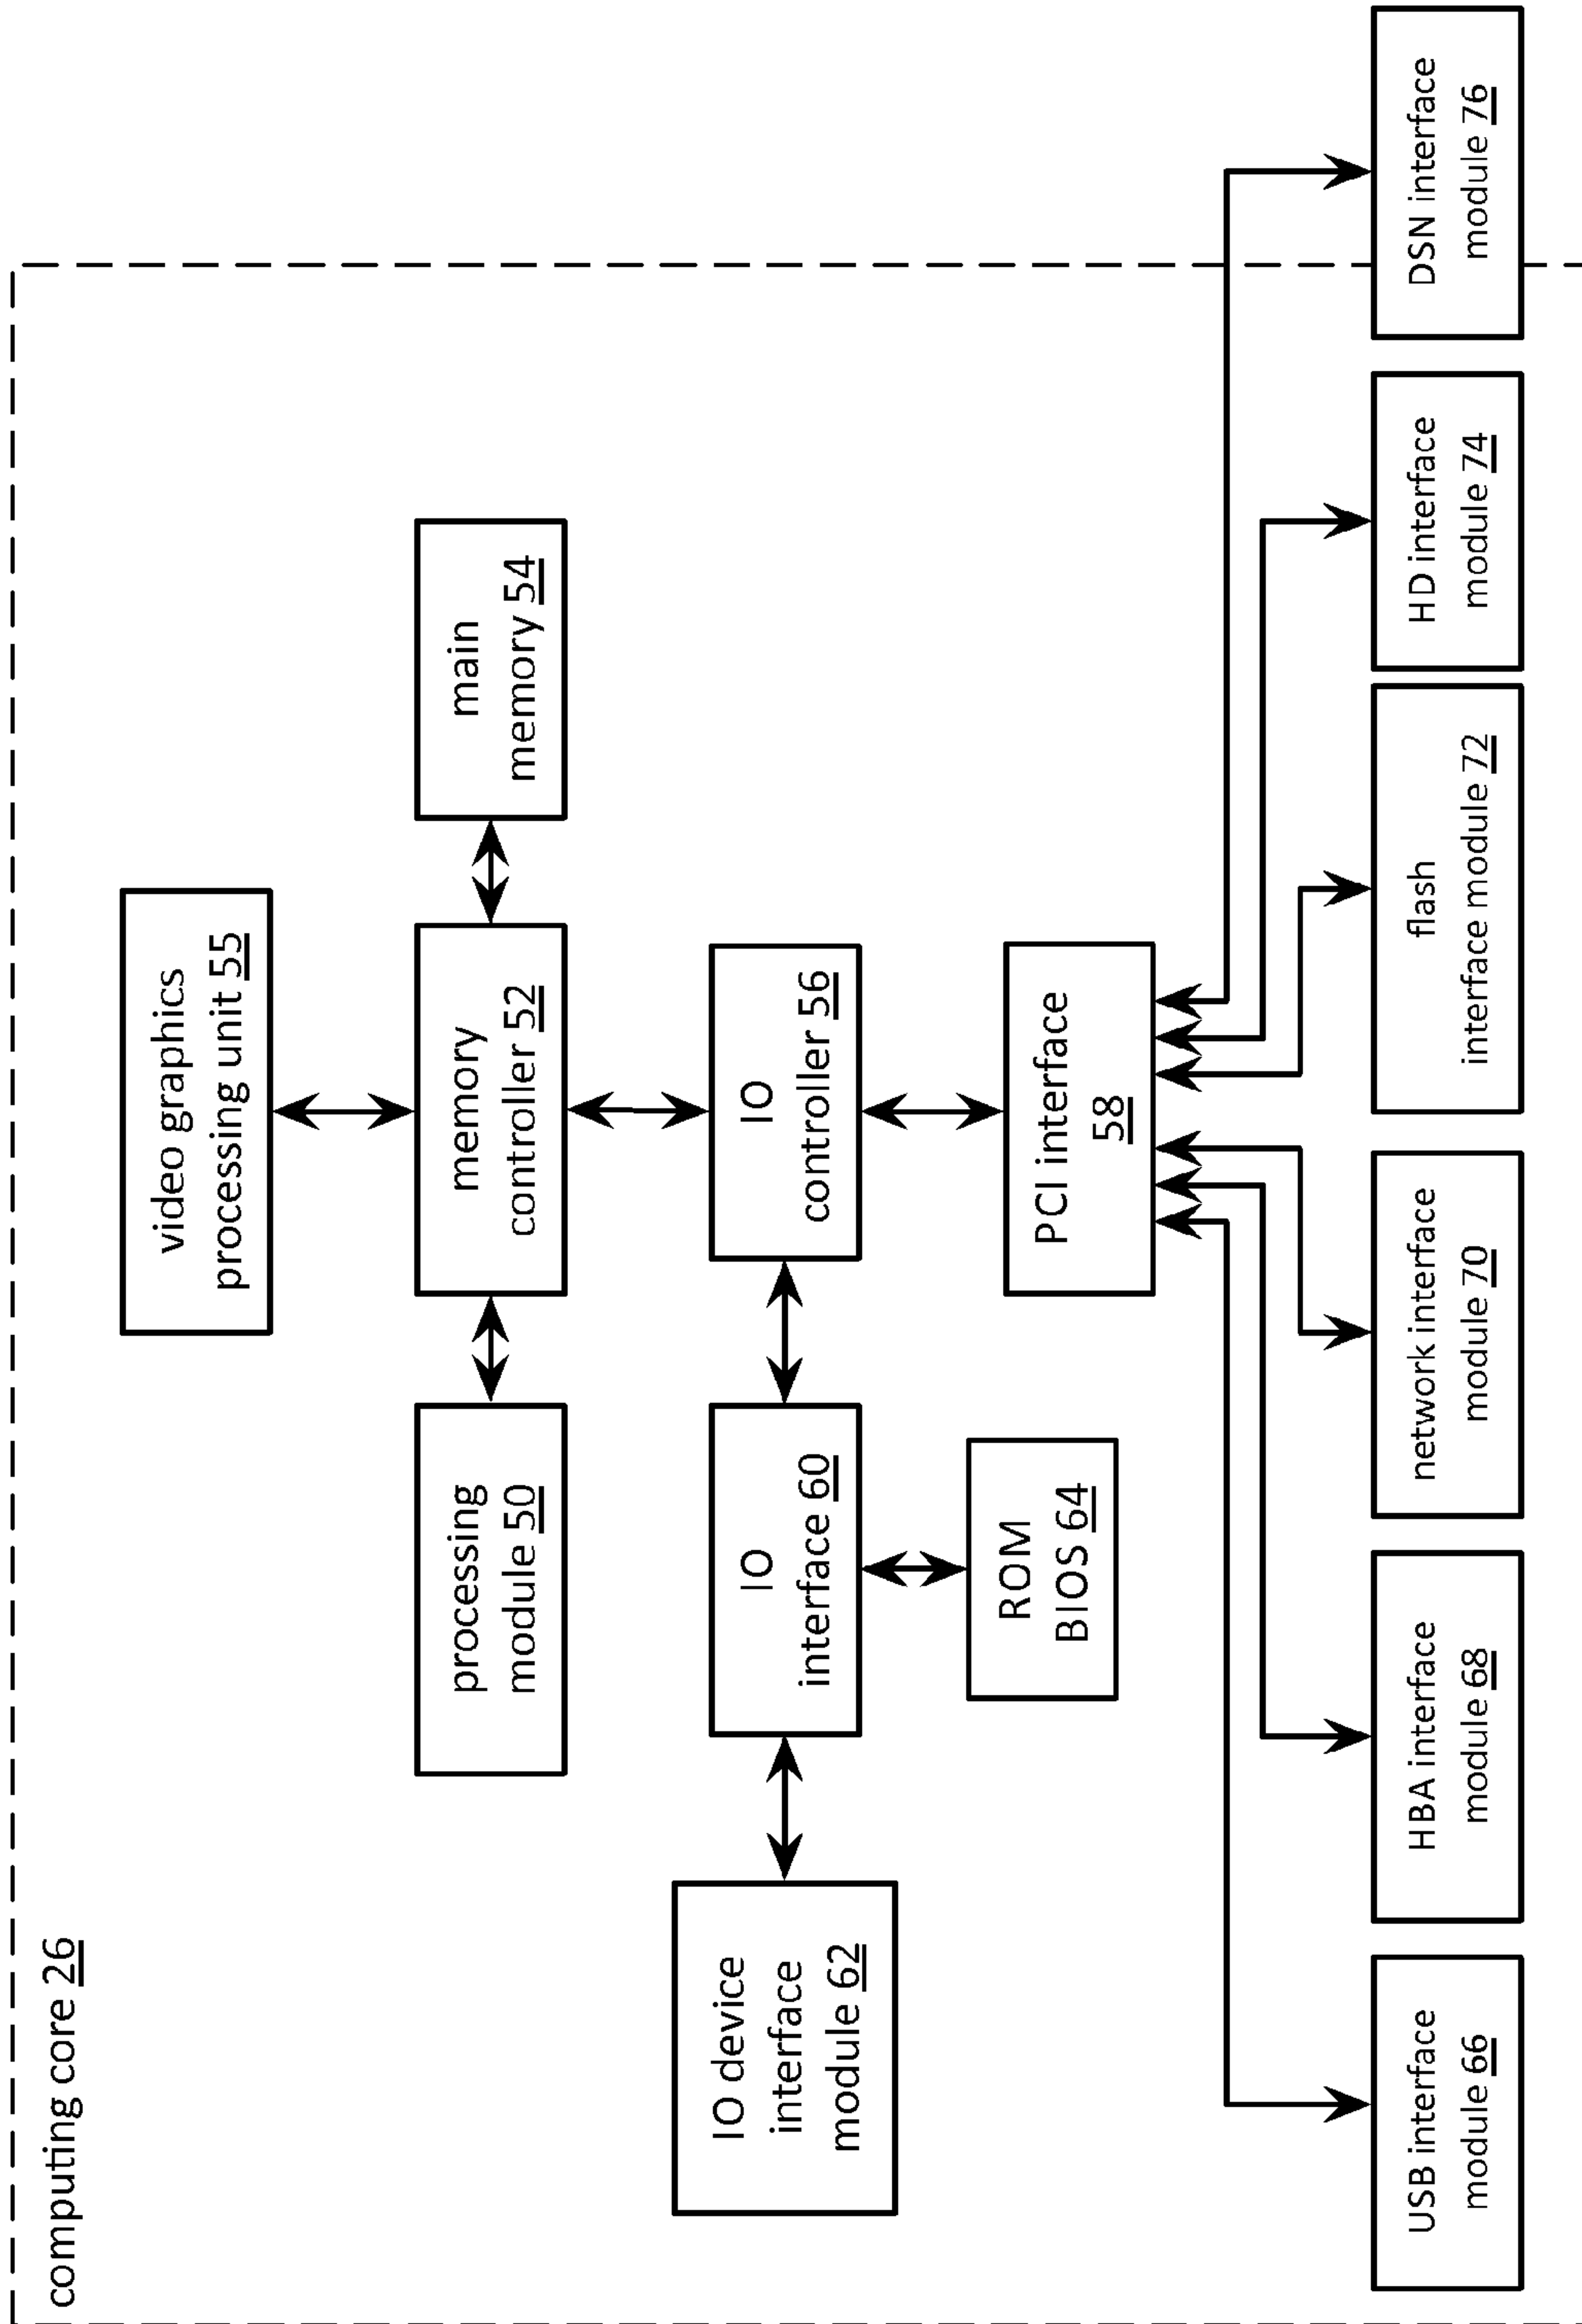 computing core 26
video graphics
processing unit 55
processing
module 50
memory
controller 52
main
memory 54
IO device
interface
module 62
IO
interface 60
IO
controller 56
ROM
BIOS 64
PCI interface
58
USB interface
module 66
HBA interface
module 68
network interface
module 70
flash
interface module 72
HD interface
module 74
DSN interface
module 76